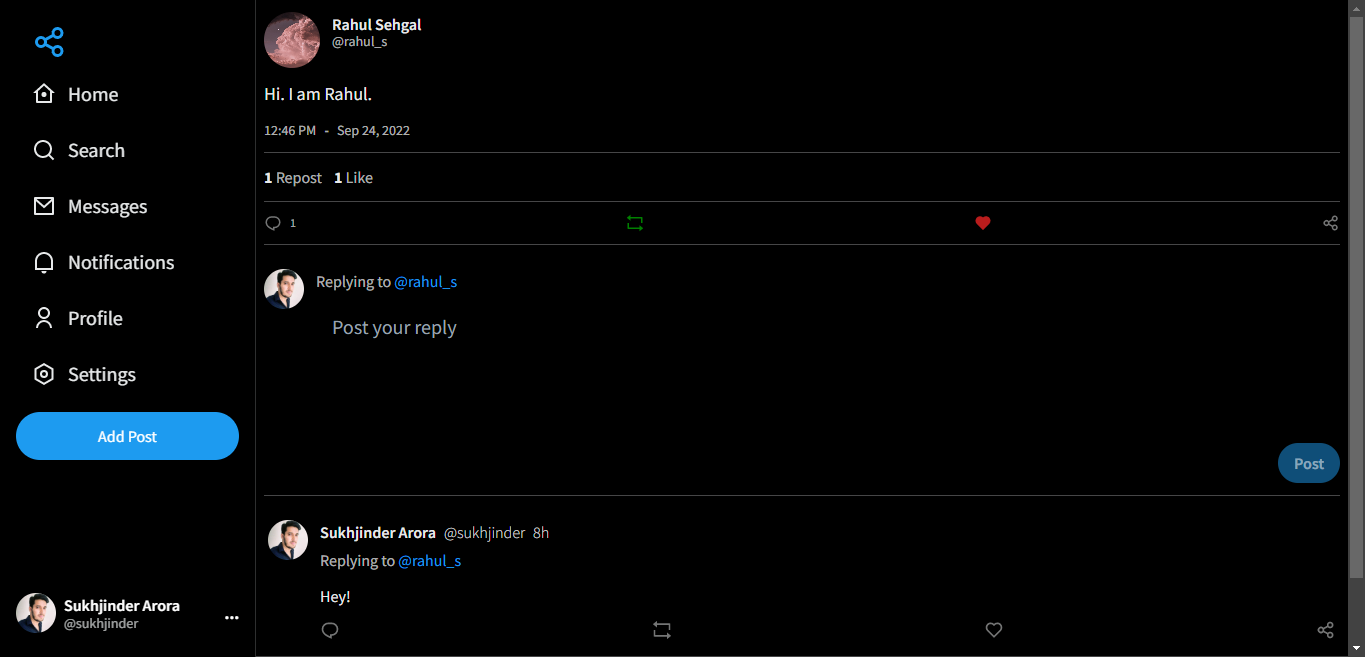 Home
Search
Messages
Notifications
Profile
Settings
Add Post
Sukhjinder Arora
@sukhjinder
Rahul Sehgal
@rahul_s
Hi. I am Rahul.
12:46 PM - Sep 24, 2022
1 Repost 1 Like
1
Replying to @rahul_s
Post your reply
Post
Sukhjinder Arora @sukhjinder 8h
Replying to @rahul_s
Hey!